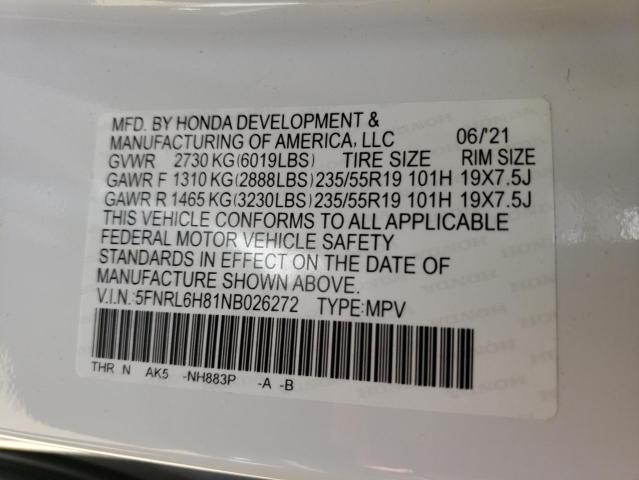 MFD. BY HONDA DEVELOPMENT &
MANUFACTURING OF AMERICA, LLC 06/'21
GVWR 2730 KG(6019LBS) TIRE SIZE RIM SIZE
GAWR F 1310 KG(2888LBS) 235/55R19 101H 19X7.5J
GAWR R 1465 KG(3230LBS) 235/55R19 101H 19X7.5J
THIS VEHICLE CONFORMS TO ALL APPLICABLE
FEDERAL MOTOR VEHICLE SAFETY
STANDARDS IN EFFECT ON THE DATE OF
MANUFACTURE SHOWN ABOVE.
V.I.N.:5FNRL6H81NB026272 TYPE:MPV
THR N AK5 -NH883P -A -B